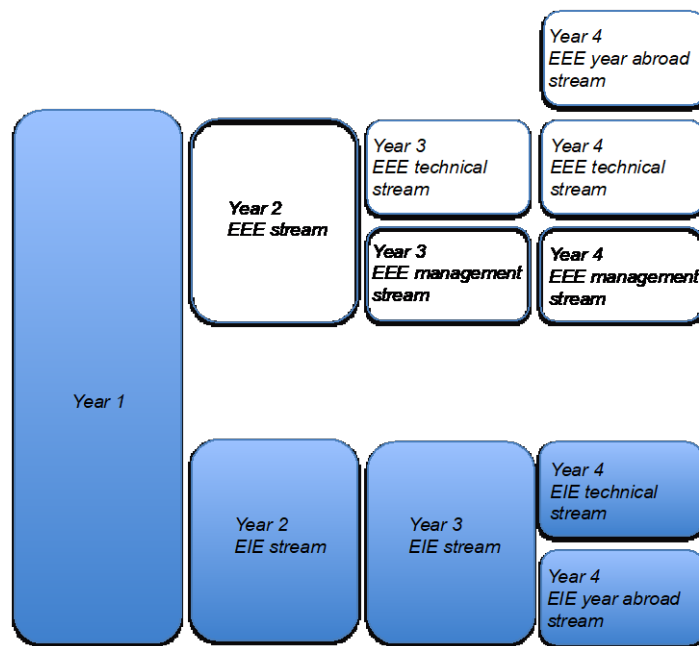 Year 4
EEE year abroad
stream
Year 3
EEE technical
stream
Year 4
EEE technical
stream
Year 2
EEE stream
Year 3
EEE management
stream
Year 4
EEE management
stream
Year 1
Year 2
EIE stream
Year 3
EIE stream
Year 4
EIE technical
stream
Year 4
EIE year abroad
stream